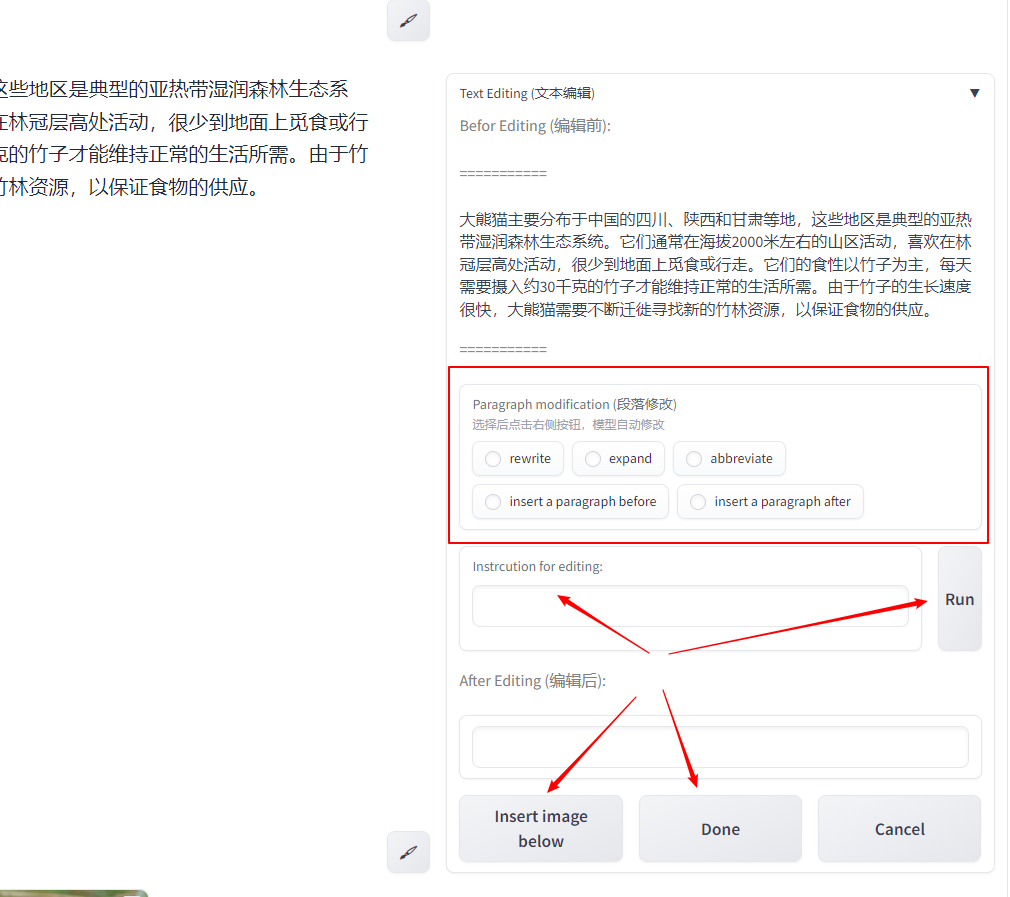 这些地区是典型的亚热带湿润森林生态系
在林冠层高处活动，很少到地面上觅食或行
克的竹子才能维持正常的生活所需。由于竹
竹林资源，以保证食物的供应。
Text Editing (文本编辑)
Befor Editing (编辑前):
===========
大熊猫主要分布于中国的四川、陕西和甘肃等地，这些地区是典型的亚热
带湿润森林生态系统。它们通常在海拔2000米左右的山区活动，喜欢在林
冠层高处活动，很少到地面上觅食或行走。它们的食性以竹子为主，每天
需要摄入约30千克的竹子才能维持正常的生活所需。由于竹子的生长速度
很快，大熊猫需要不断迁徙寻找新的竹林资源，以保证食物的供应。
===========
Paragraph modification (段落修改)
选择后点击右侧按钮，模型自动修改
rewrite
expand
abbreviate
insert a paragraph before
insert a paragraph after
Instrcution for editing:
Run
After Editing (编辑后):
Insert image
below
Done
Cancel